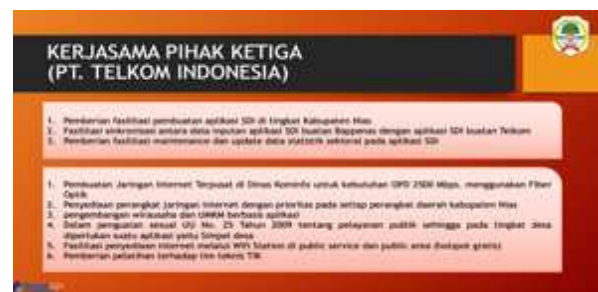 KERJASAMA PIHAK KETIGA
(PT. TELKOM INDONESIA)
1. Pemberian fasilitasi pembuatan aplikasi SDI di tingkat Kabupaten Nias
2. Fasilitasi sinkronisasi antara data inputan aplikasi SDI buatan Bappenas dengan aplikasi SDI buatan Telkom
3. Pemberian fasilitasi maintenance dan update data statistik sektoral pada aplikasi SDI
1. Pembuatan Jaringan Internet Terpusat di Dinas Kominfo untuk kebutuhan OPD 2500 Mbps, menggunakan Fiber
Optik
2. Penyediaan perangkat jaringan internet dengan prioritas pada setiap perangkat daerah kabupaten Nias
3. pengembangan wirausaha dan UMKM berbasis aplikasi
4. Dalam penguatan sesuai UU No. 25 Tahun 2009 tentang pelayanan publik sehingga pada tingkat desa
diperlukan suatu aplikasi yaitu Simpel desa
5. Fasilitasi penyediaan internet melalui Wifi Station di public service dan public area (hotspot gratis)
6. Pemberian pelatihan terhadap tim teknis TIK